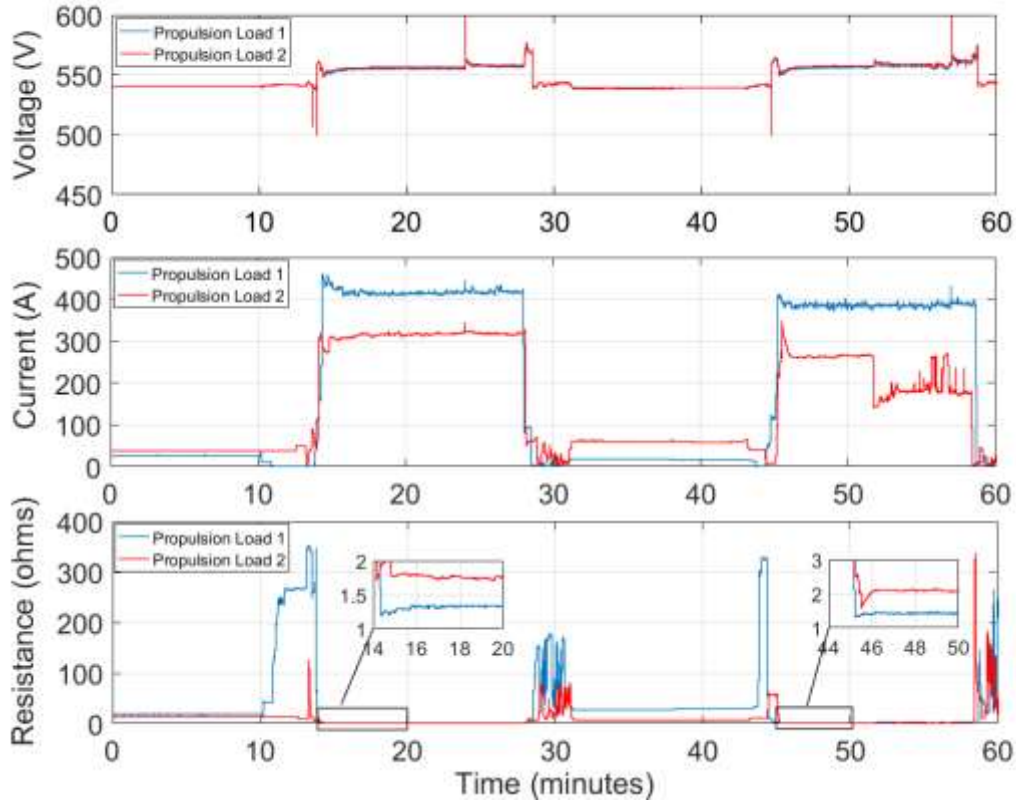 Voltage (V)
600
550
500
450
Propulsion Load 1
Propulsion Load 2
0 10 20 30 40 50 60
Current (A)
500
400
300
200
100
0
Propulsion Load 1
Propulsion Load 2
0 10 20 30 40 50 60
Resistance (ohms)
400
300
200
100
0
Propulsion Load 1
Propulsion Load 2
2
1.5
1
14 16 18 20
3
2
1
44 46 48 50
0 10 20 30 40 50 60
Time (minutes)